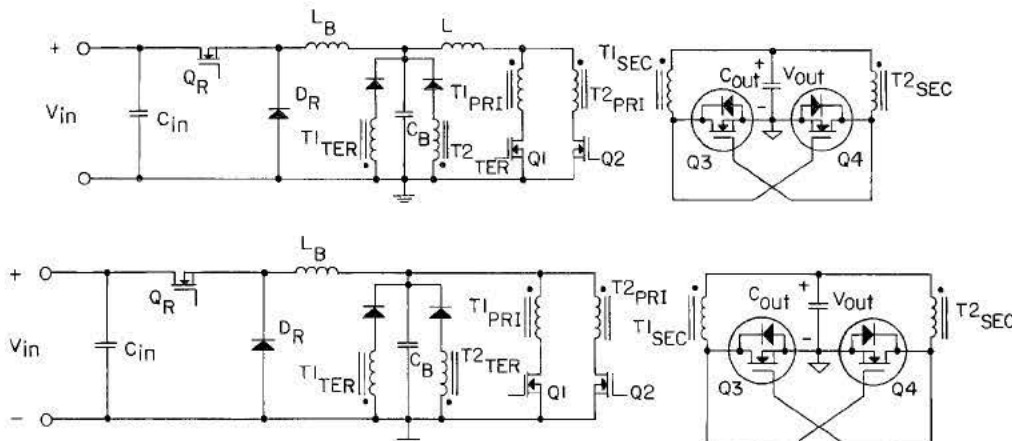 L_B L
+ Q_R T1_SEC
D_R T1_PRI T2_PRI C_out + V_out T2_SEC
V_in C_in T1_TER C_B T2_TER Q1 Q2 - Q3 Q4
-
L_B
+ Q_R T1_PRI T2_PRI C_out + V_out
D_R T1_SEC T2_SEC
V_in C_in T1_TER C_B T2_TER Q1 Q2 - Q3 Q4
-